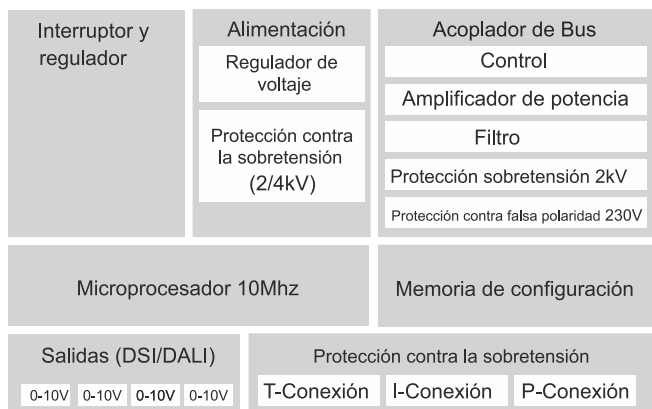 Interruptor y
regulador
Alimentación
Regulador de
voltaje
Protección contra
la sobretensión
(2/4kV)
Acoplador de Bus
Control
Amplificador de potencia
Filtro
Protección sobretensión 2kV
Protección contra falsa polaridad 230V
Microprocesador 10Mhz
Memoria de configuración
Salidas (DSI/DALI)
0-10V 0-10V 0-10V 0-10V
Protección contra la sobretensión
T-Conexión I-Conexión P-Conexión